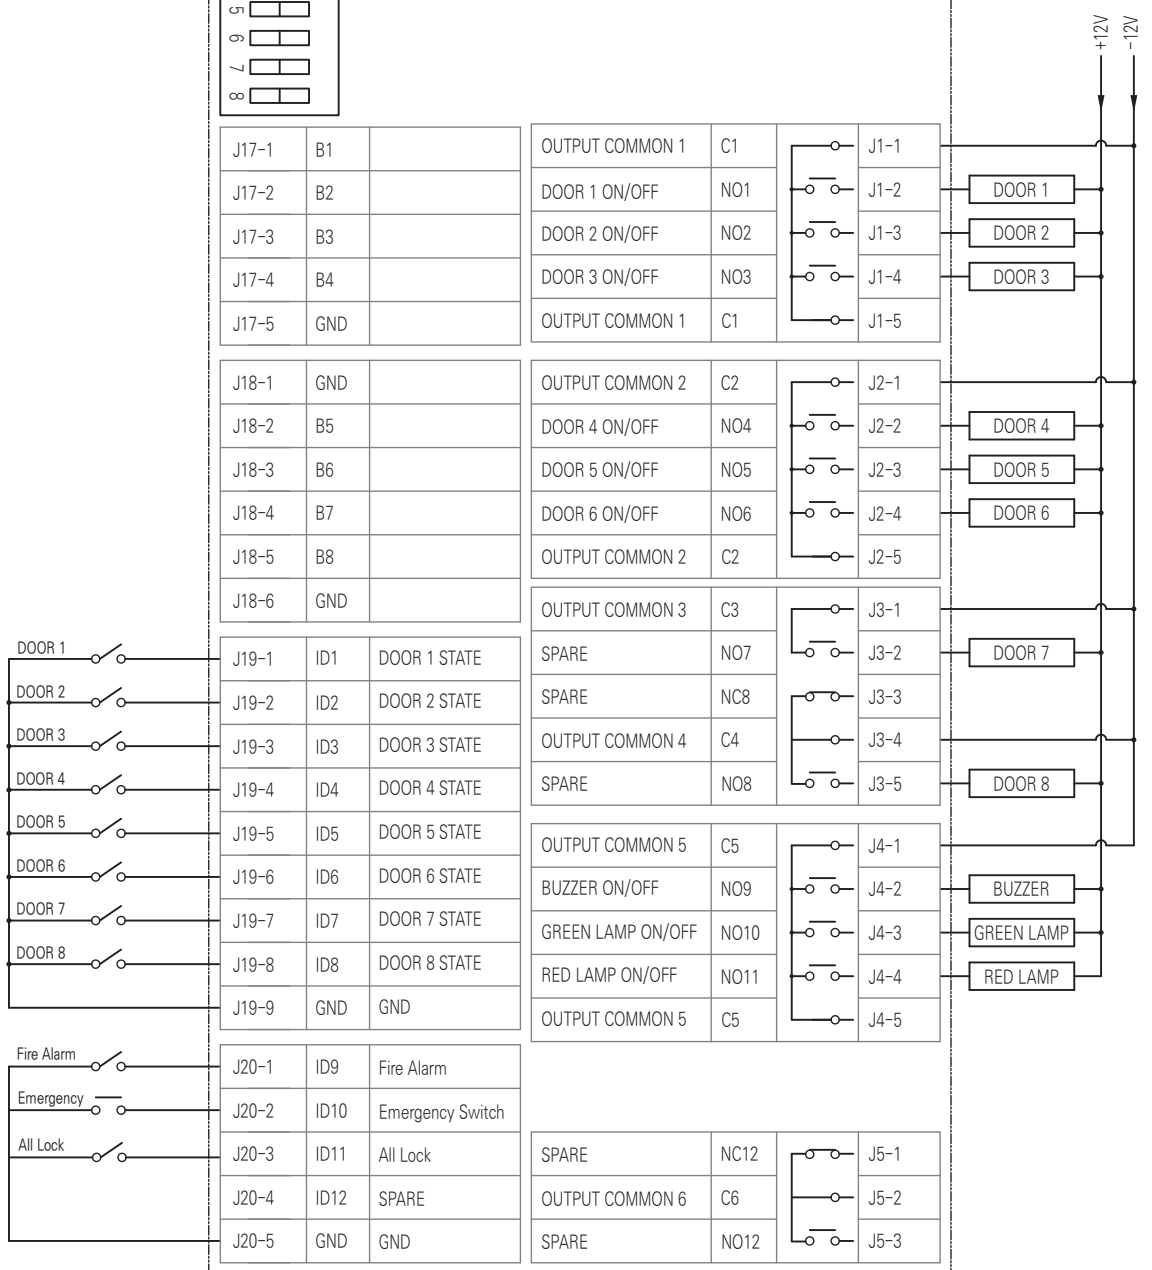 5
6
7
8
+12V
-12V
J17-1 B1
J17-2 B2
J17-3 B3
J17-4 B4
J17-5 GND
OUTPUT COMMON 1 C1 J1-1
DOOR 1 ON/OFF NO1 J1-2 DOOR 1
DOOR 2 ON/OFF NO2 J1-3 DOOR 2
DOOR 3 ON/OFF NO3 J1-4 DOOR 3
OUTPUT COMMON 1 C1 J1-5
J18-1 GND
J18-2 B5
J18-3 B6
J18-4 B7
J18-5 B8
J18-6 GND
OUTPUT COMMON 2 C2 J2-1
DOOR 4 ON/OFF NO4 J2-2 DOOR 4
DOOR 5 ON/OFF NO5 J2-3 DOOR 5
DOOR 6 ON/OFF NO6 J2-4 DOOR 6
OUTPUT COMMON 2 C2 J2-5
OUTPUT COMMON 3 C3 J3-1
SPARE NO7 J3-2 DOOR 7
SPARE NC8 J3-3
OUTPUT COMMON 4 C4 J3-4
SPARE NO8 J3-5 DOOR 8
DOOR 1 J19-1 ID1 DOOR 1 STATE
DOOR 2 J19-2 ID2 DOOR 2 STATE
DOOR 3 J19-3 ID3 DOOR 3 STATE
DOOR 4 J19-4 ID4 DOOR 4 STATE
DOOR 5 J19-5 ID5 DOOR 5 STATE
DOOR 6 J19-6 ID6 DOOR 6 STATE
DOOR 7 J19-7 ID7 DOOR 7 STATE
DOOR 8 J19-8 ID8 DOOR 8 STATE
J19-9 GND GND
OUTPUT COMMON 5 C5 J4-1
BUZZER ON/OFF NO9 J4-2 BUZZER
GREEN LAMP ON/OFF NO10 J4-3 GREEN LAMP
RED LAMP ON/OFF NO11 J4-4 RED LAMP
OUTPUT COMMON 5 C5 J4-5
Fire Alarm J20-1 ID9 Fire Alarm
Emergency J20-2 ID10 Emergency Switch
All Lock J20-3 ID11 All Lock
J20-4 ID12 SPARE
J20-5 GND GND
SPARE NC12 J5-1
OUTPUT COMMON 6 C6 J5-2
SPARE NO12 J5-3